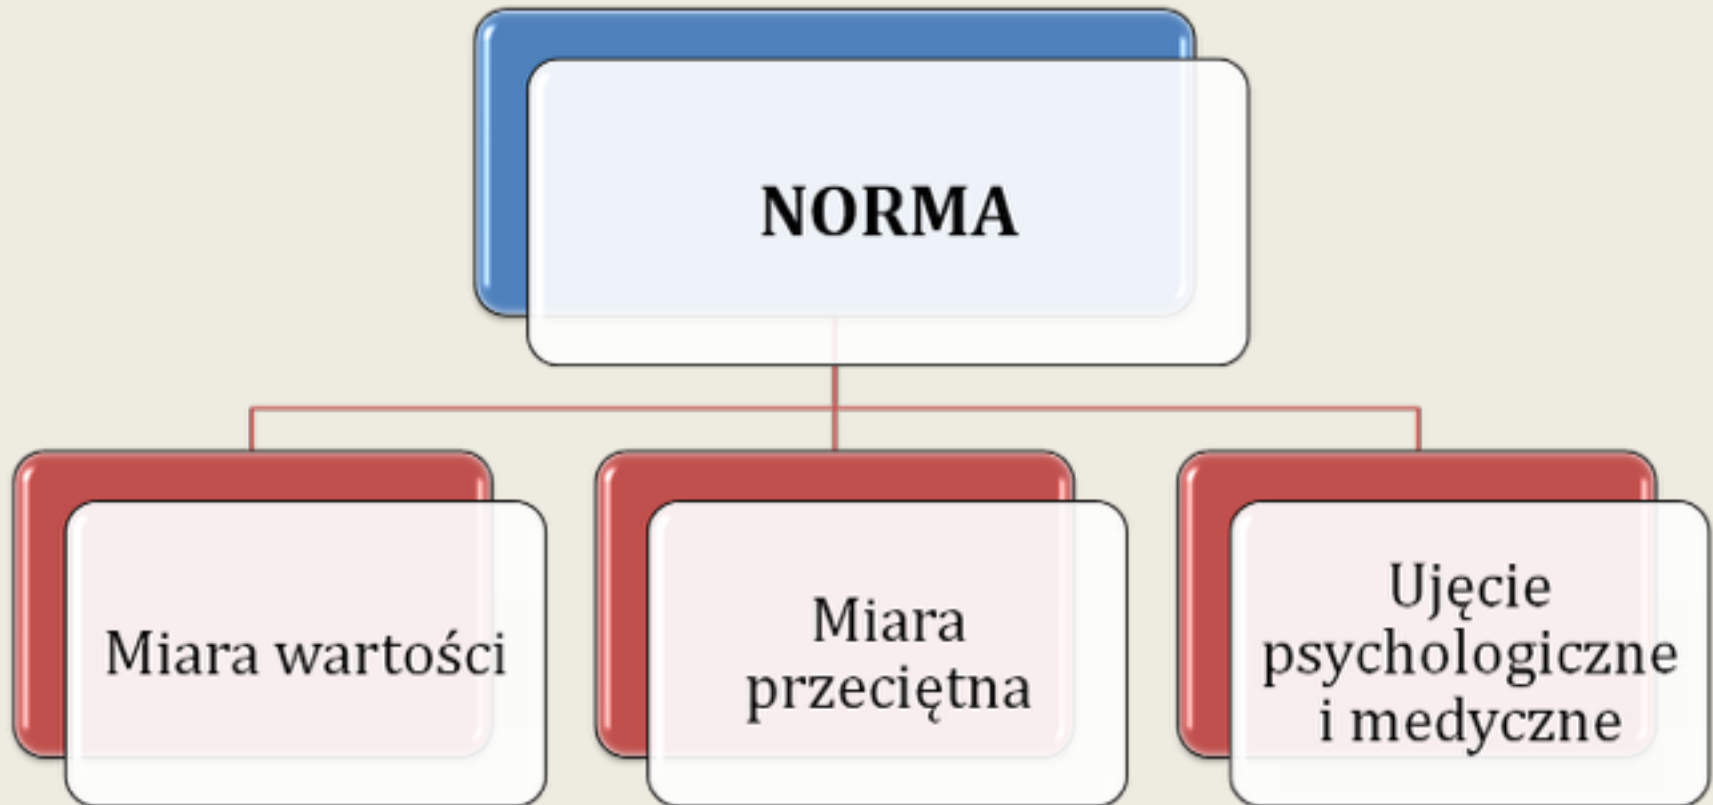 NORMA
Miara wartości
Miara
przeciętna
Ujęcie
psychologiczne
i medyczne